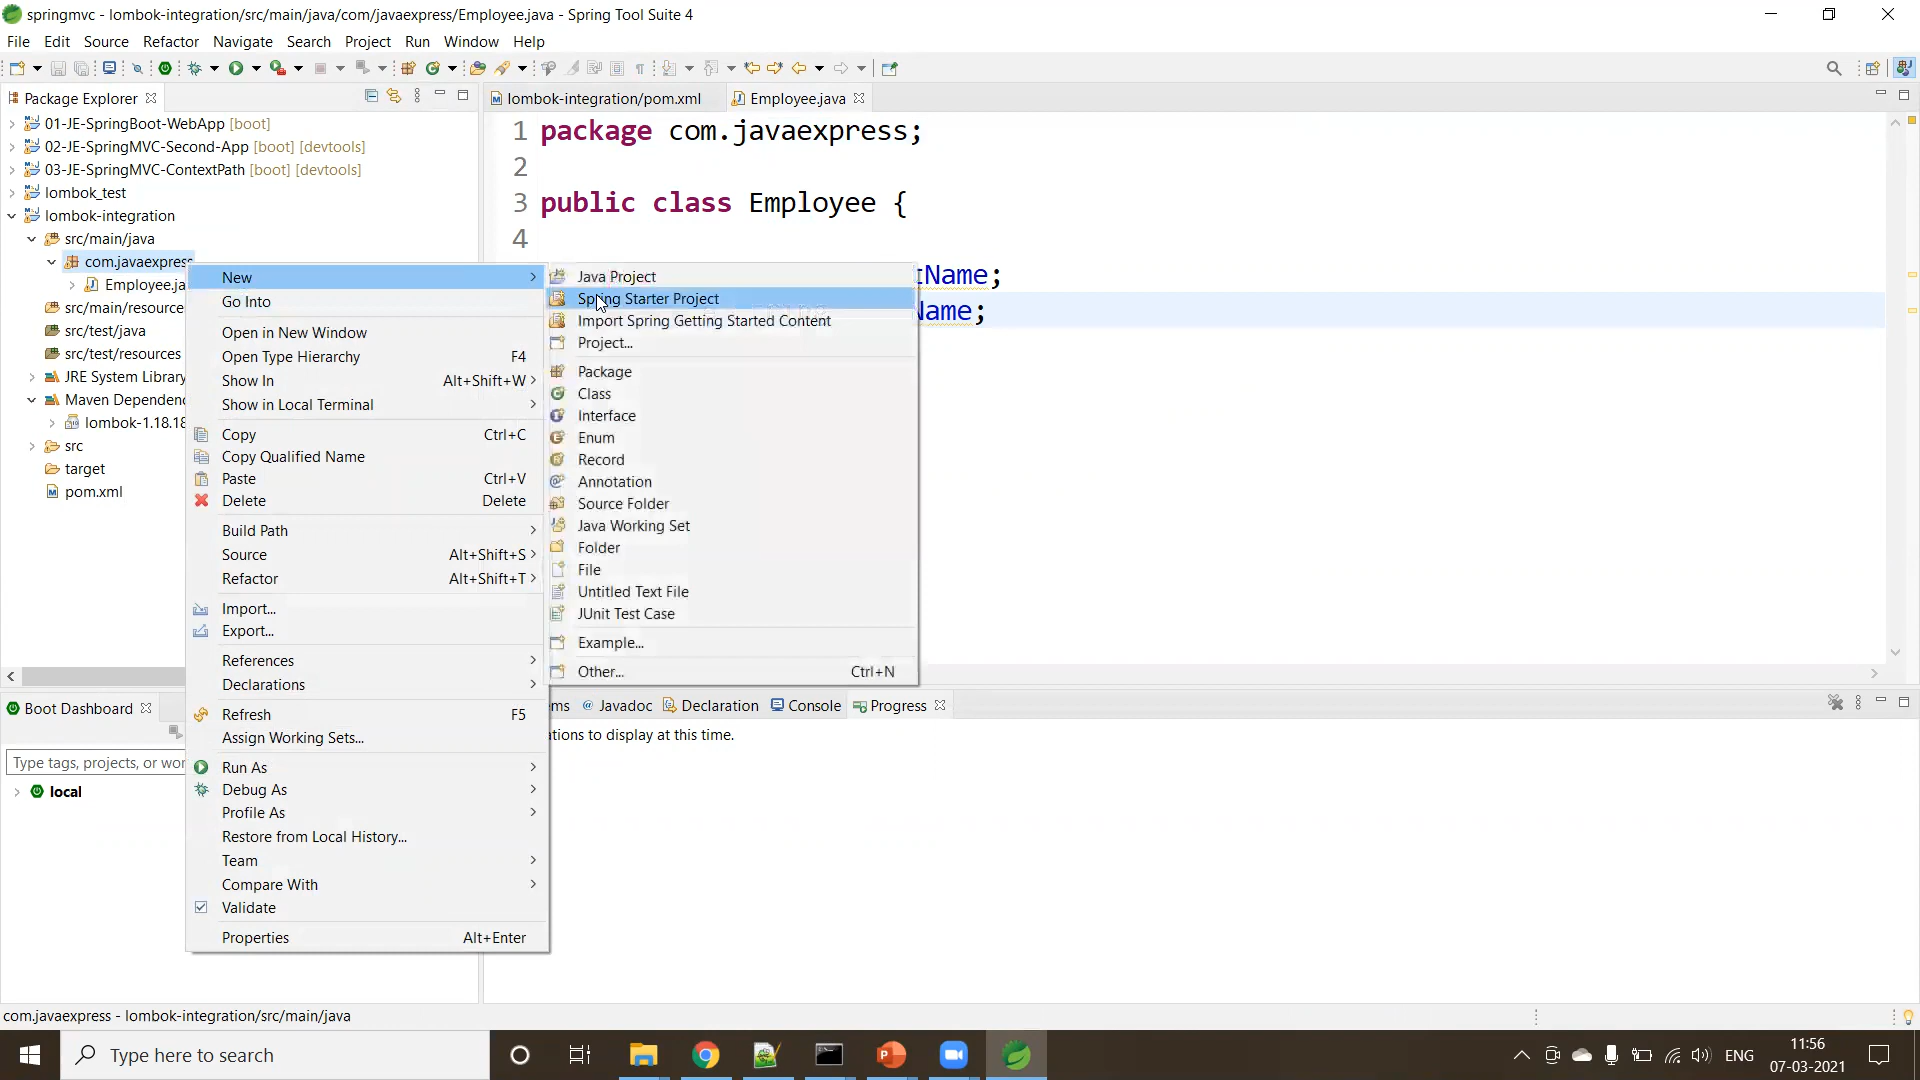 springmvc - lombok-integration/src/main/java/com/javaexpress/Employee.java - Spring Tool Suite 4
File Edit Source Refactor Navigate Search Project Run Window Help
Package Explorer
lombok-integration/pom.xml
Employee.java
01-JE-SpringBoot-WebApp [boot]
02-JE-SpringMVC-Second-App [boot] [devtools]
03-JE-SpringMVC-ContextPath [boot] [devtools]
lombok_test
lombok-integration
src/main/java
com.javaexpress
Employee.ja
src/main/resource
src/test/java
src/test/resources
JRE System Library
Maven Dependenc
lombok-1.18.18
src
target
pom.xml
1 package com.javaexpress;
2
3 public class Employee {
4
tName;
Name;
New
Go Into
Open in New Window
Open Type Hierarchy F4
Show In Alt+Shift+W
Show in Local Terminal
Copy Ctrl+C
Copy Qualified Name
Paste Ctrl+V
Delete Delete
Build Path
Source Alt+Shift+S
Refactor Alt+Shift+T
Import...
Export...
References
Declarations
Refresh F5
Assign Working Sets...
Run As
Debug As
Profile As
Restore from Local History...
Team
Compare With
Validate
Properties Alt+Enter
Java Project
Spring Starter Project
Import Spring Getting Started Content
Project...
Package
Class
Interface
Enum
Record
Annotation
Source Folder
Java Working Set
Folder
File
Untitled Text File
JUnit Test Case
Example...
Other... Ctrl+N
Boot Dashboard
Type tags, projects, or wor
local
ms @ Javadoc Declaration Console Progress
ations to display at this time.
com.javaexpress - lombok-integration/src/main/java
Type here to search
ENG
11:56
07-03-2021